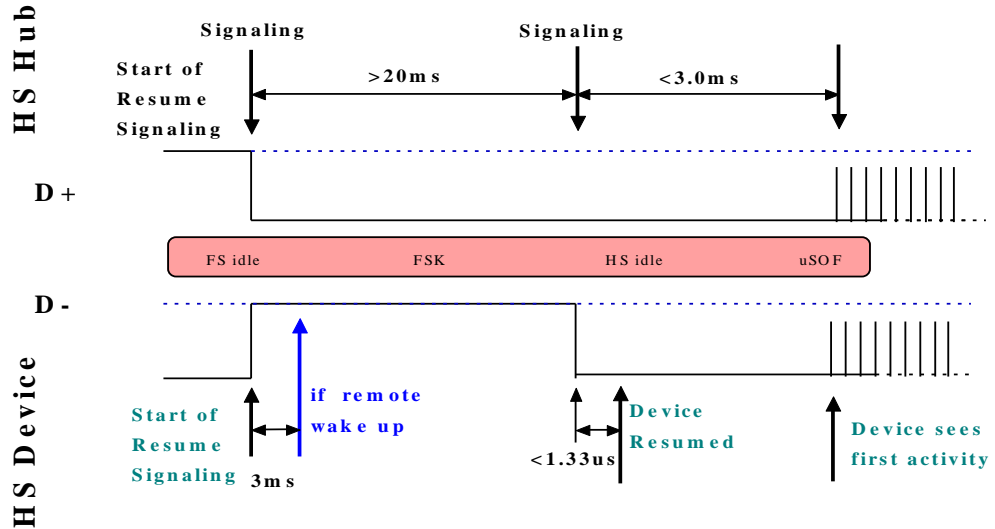 HS Hub
Signaling
Signaling
Start of
Resume
Signaling
>20ms
<3.0ms
D+
FS idle
FSK
HS idle
uSOF
D-
HS Device
Start of
Resume
Signaling
3ms
if remote
wake up
<1.33us
Device
Resumed
Device sees
first activity